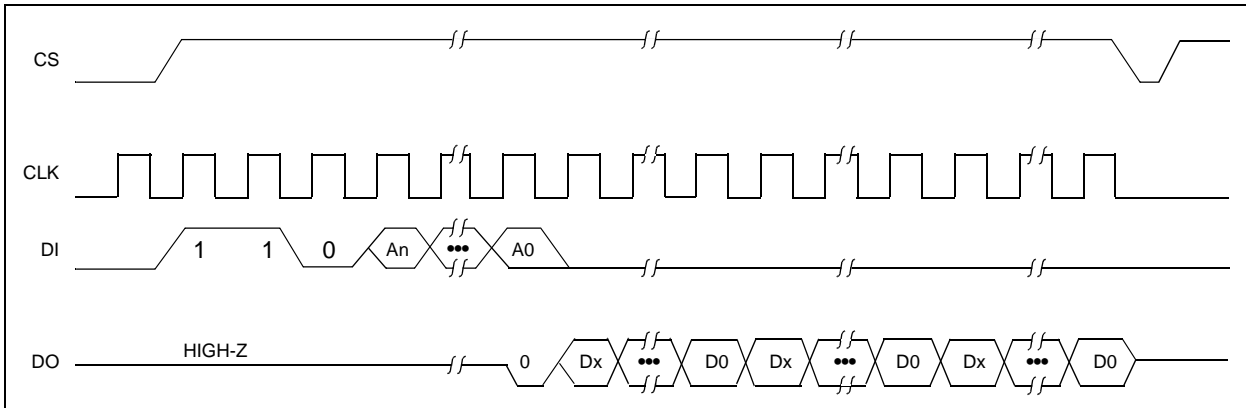 CS
CLK
DI 1 1 0 An ••• A0
HIGH-Z
DO 0 Dx ••• D0 Dx ••• D0 Dx ••• D0